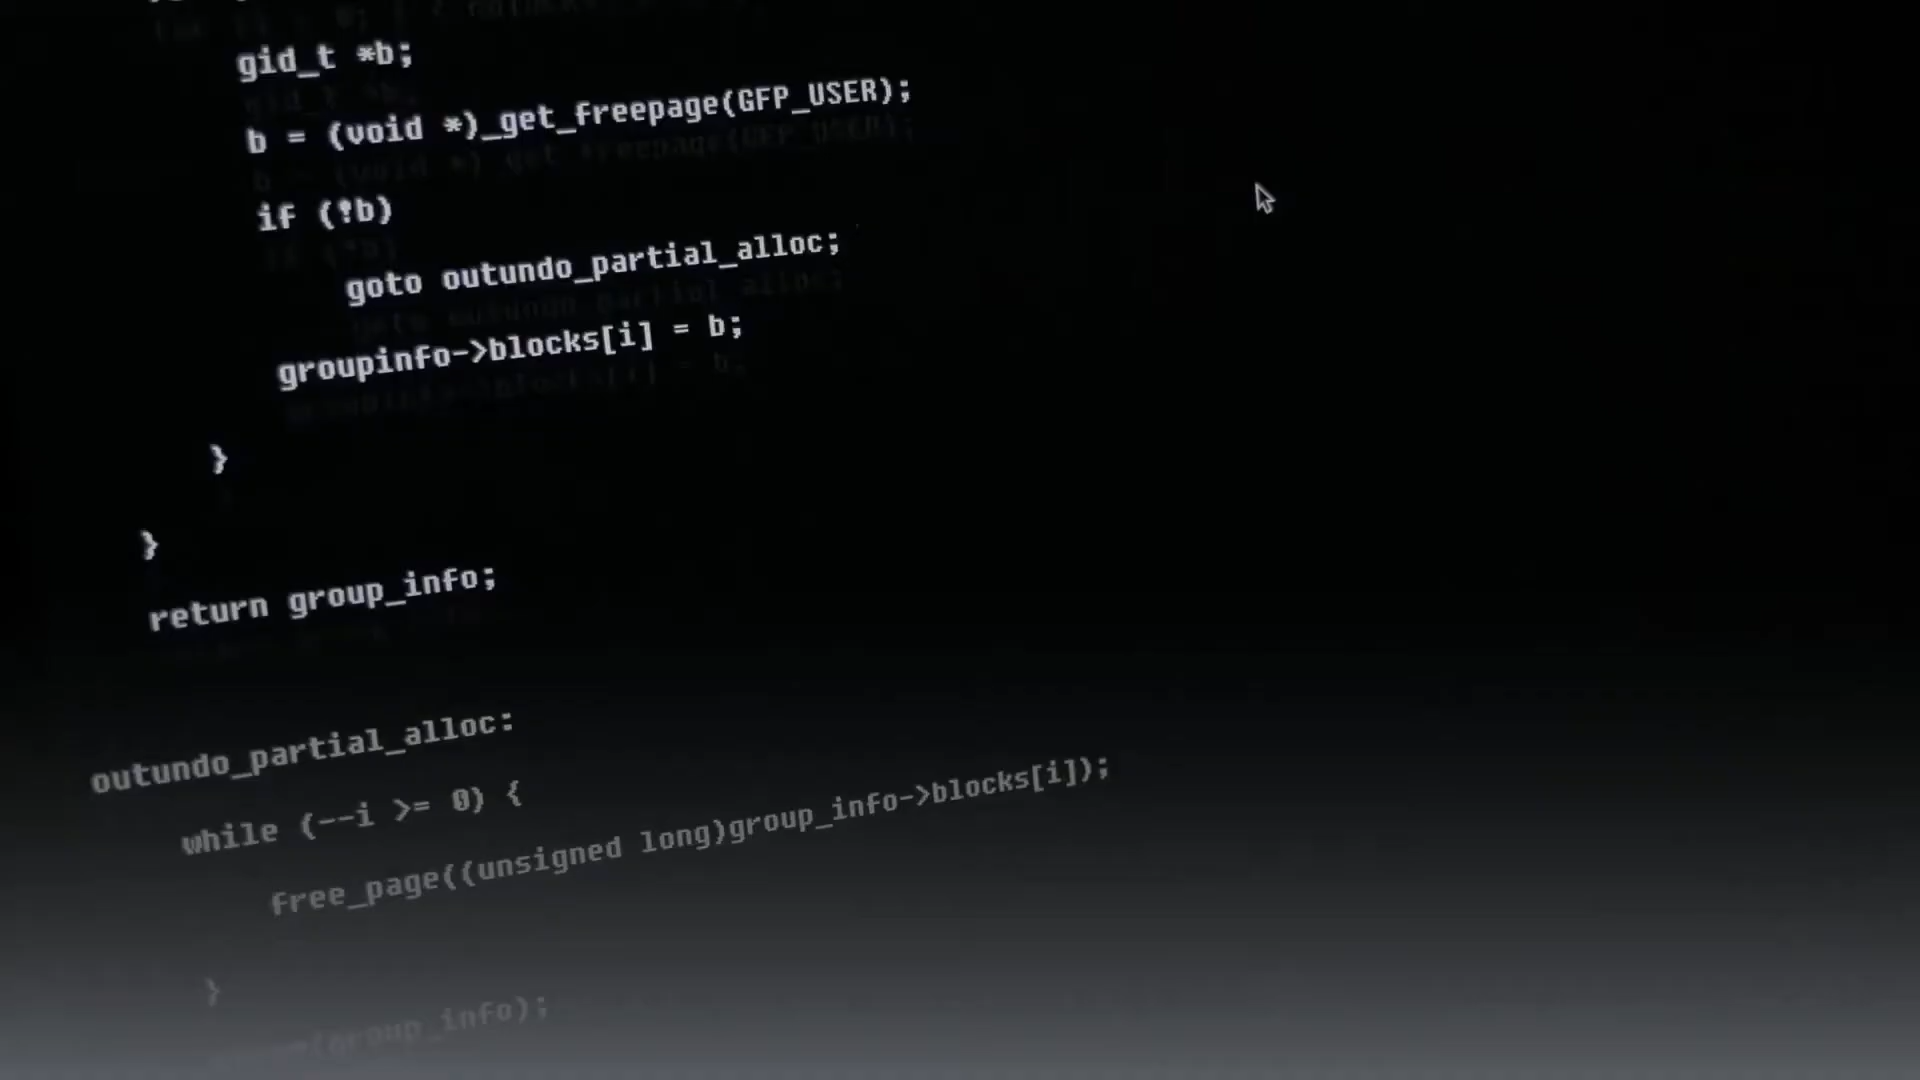 gid_t *b;
b = (void *)_get_freepage(GFP_USER);
if (!b)
goto outundo_partial_alloc;
groupinfo->blocks[i] = b;
}
}
return group_info;
outundo_partial_alloc:
while (--i >= 0) {
free_page((unsigned long)group_info->blocks[i]);
}
(group_info);